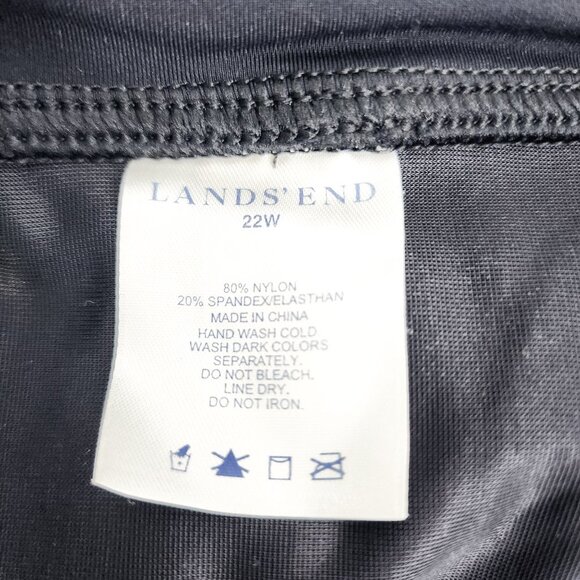 LANDS' END
22W
80% NYLON
20% SPANDEX/ELASTHAN
MADE IN CHINA
HAND WASH COLD
WASH DARK COLORS
SEPARATELY.
DO NOT BLEACH.
LINE DRY.
DO NOT IRON.